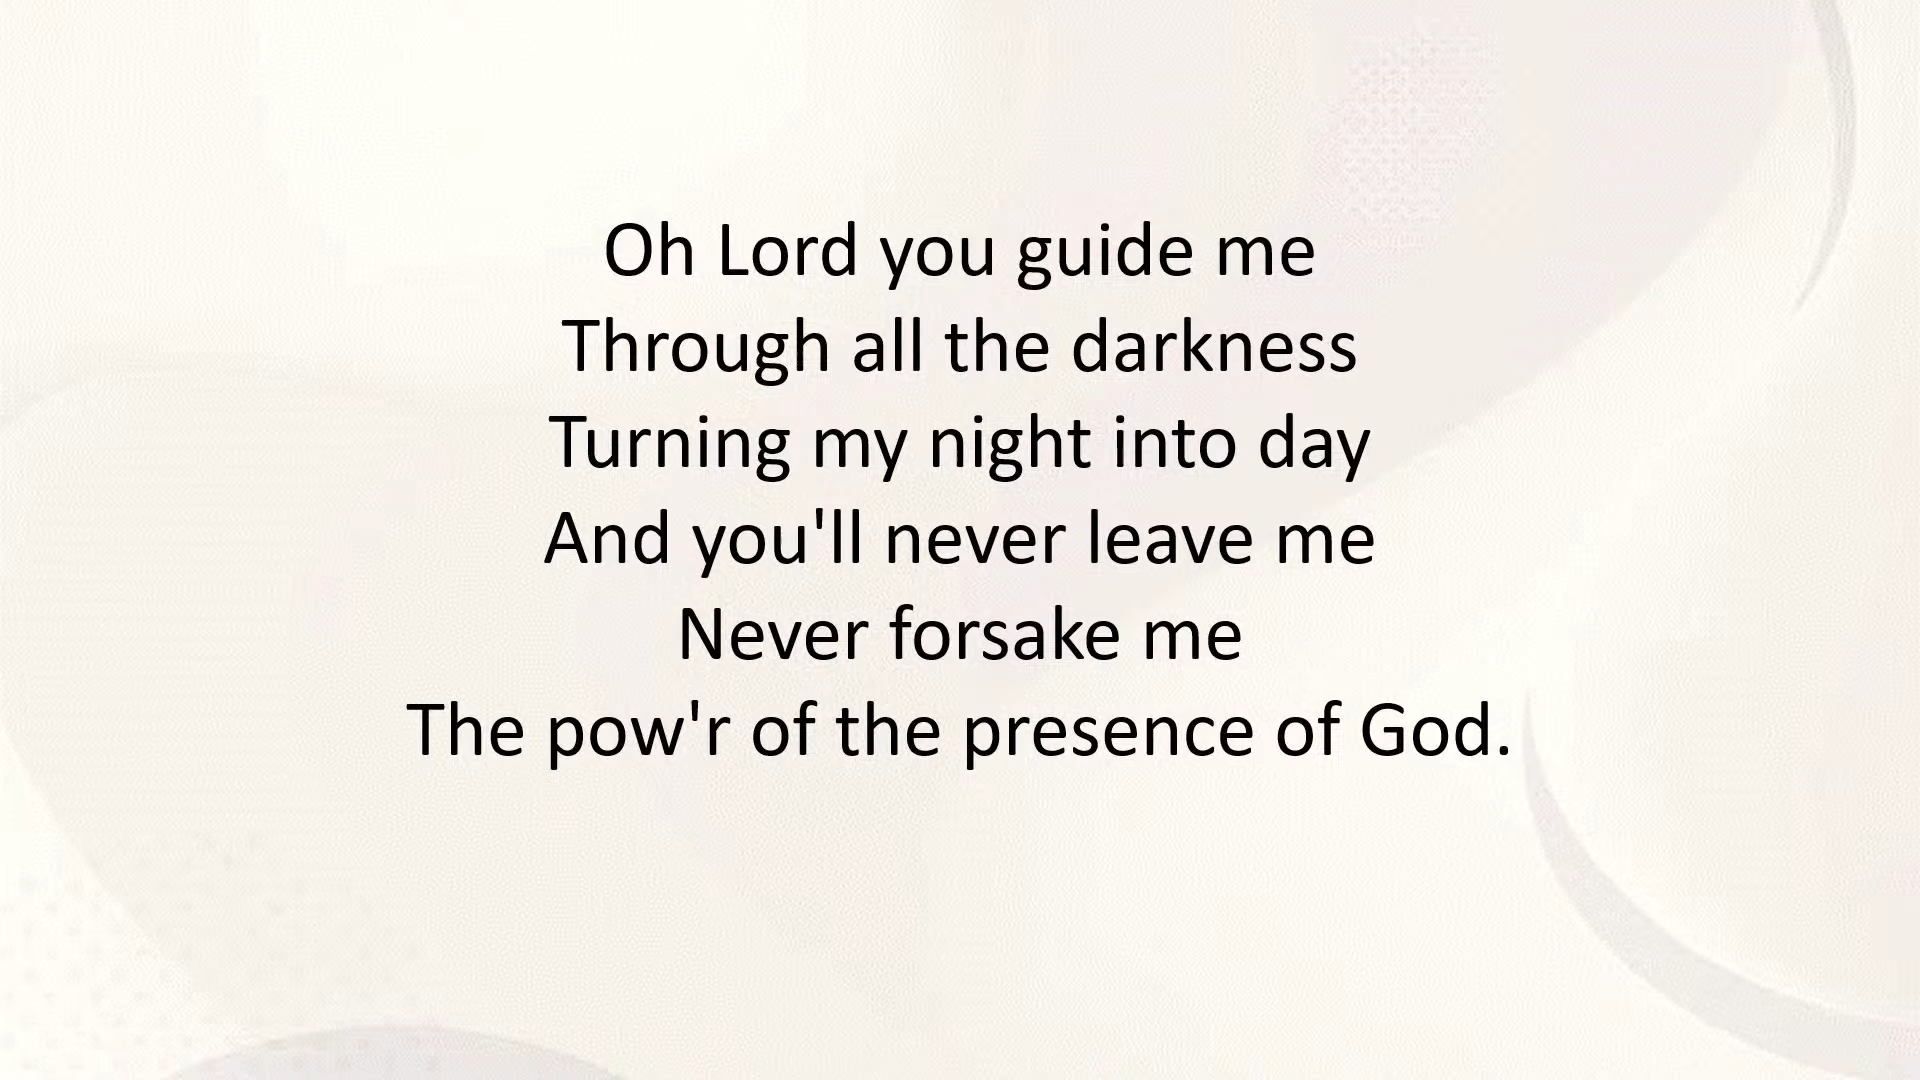 Oh Lord you guide me
Through all the darkness
Turning my night into day
And you'll never leave me
Never forsake me
The pow'r of the presence of God.